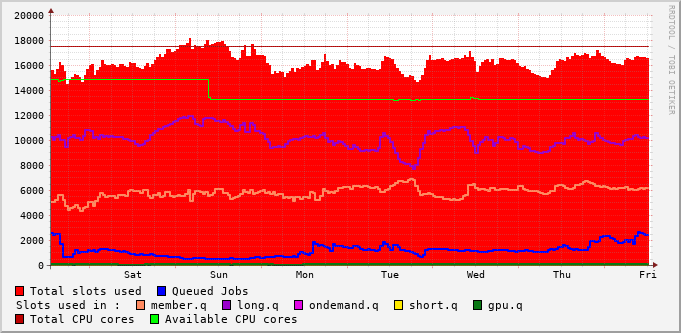 20000
18000
16000
14000
12000
10000
8000
6000
4000
2000
0
Sat Sun Mon Tue Wed Thu Fri
RRDTOOL / TOBI OETIKER
Total slots used Queued Jobs
Slots used in : member.q long.q ondemand.q short.q gpu.q
Total CPU cores Available CPU cores